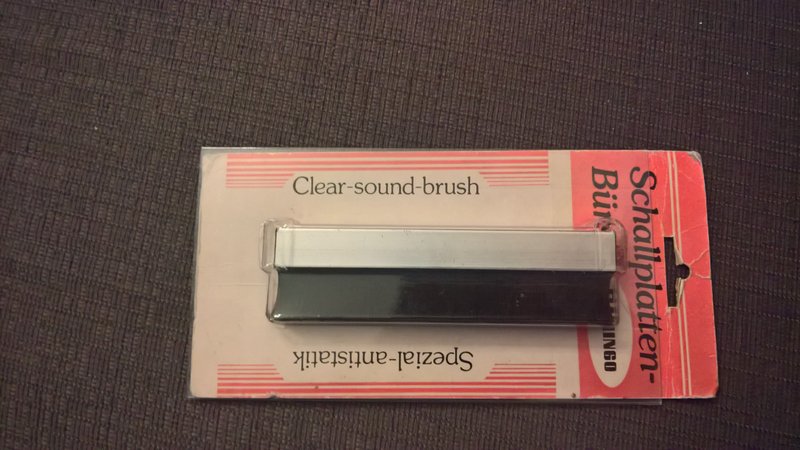 Schallplatten-
Clear-sound-brush
Spezial-antistatik